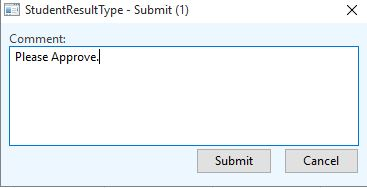 StudentResultType - Submit (1)
Comment:
Please Approve.
Submit
Cancel